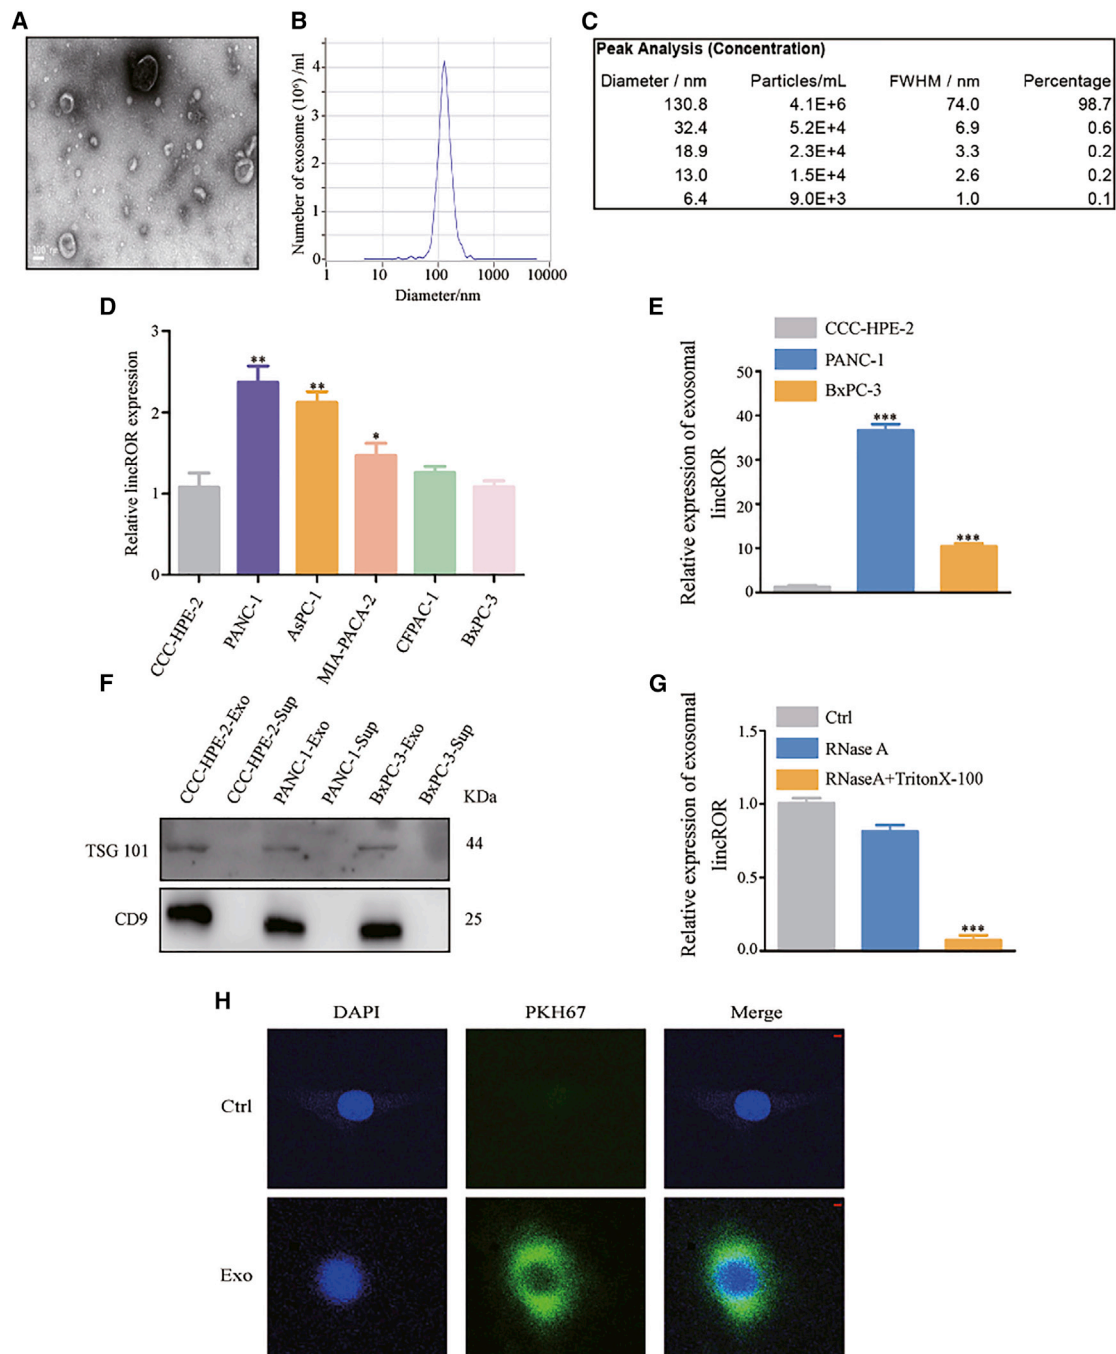 A
B
C
Numeber of exosome (10⁶) /ml
4
3
2
1
0
1
10
100
1000
10000
Diameter/nm
Peak Analysis (Concentration)
Diameter / nm Particles/mL FWHM / nm Percentage
130.8 4.1E+6 74.0 98.7
32.4 5.2E+4 6.9 0.6
18.9 2.3E+4 3.3 0.2
13.0 1.5E+4 2.6 0.2
6.4 9.0E+3 1.0 0.1
D
Relative lincROR expression
3
2
1
0
**
**
*
CCC-HPE-2
PANC-1
AsPC-1
MIA-PACA-2
CFPAC-1
BxPC-3
E
CCC-HPE-2
PANC-1
BxPC-3
Relative expression of exosomal
lincROR
50
40
30
20
10
0
***
***
F
CCC-HPE-2-Exo
CCC-HPE-2-Sup
PANC-1-Exo
PANC-1-Sup
BxPC-3-Exo
BxPC-3-Sup
KDa
TSG 101
44
CD9
25
G
Ctrl
RNase A
RNaseA+TritonX-100
Relative expression of exosomal
lincROR
1.5
1.0
0.5
0.0
***
H
DAPI PKH67 Merge
Ctrl
Exo